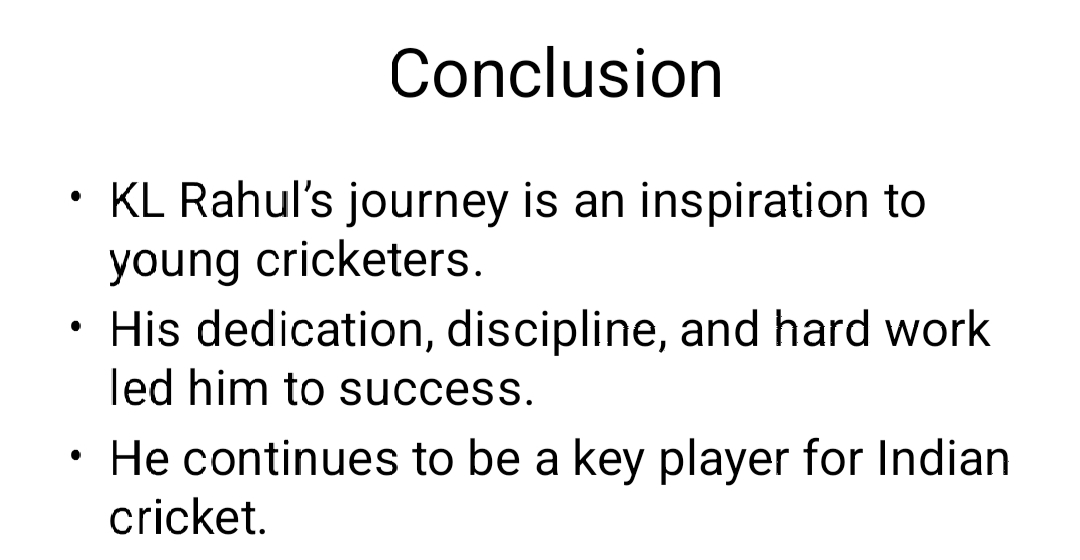 Conclusion
• KL Rahul’s journey is an inspiration to
young cricketers.
• His dedication, discipline, and hard work
led him to success.
• He continues to be a key player for Indian
cricket.